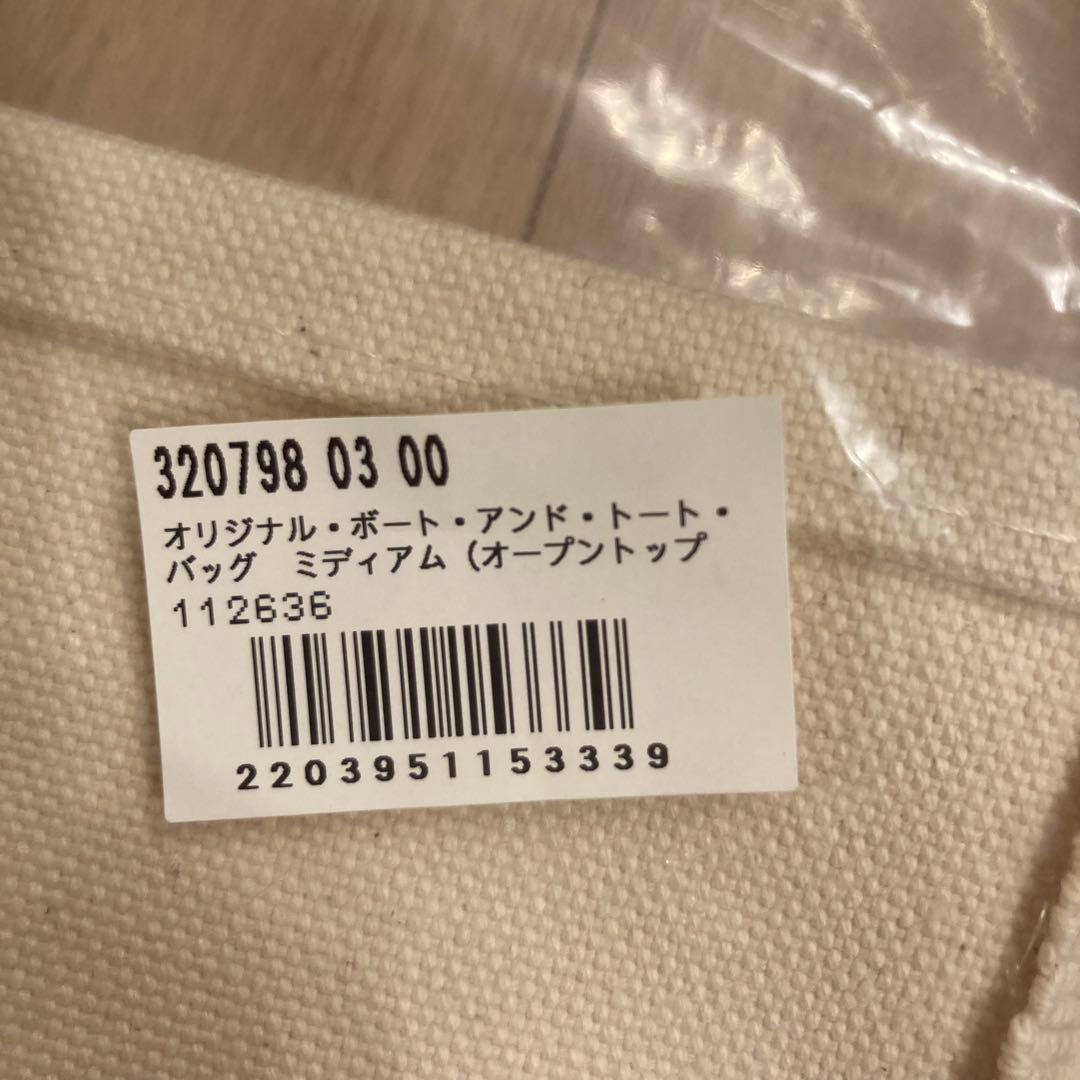 320798 03 00
オリジナル・ボート・アンド・トート・
バッグ　ミディアム（オープントップ
112636
2203951153339